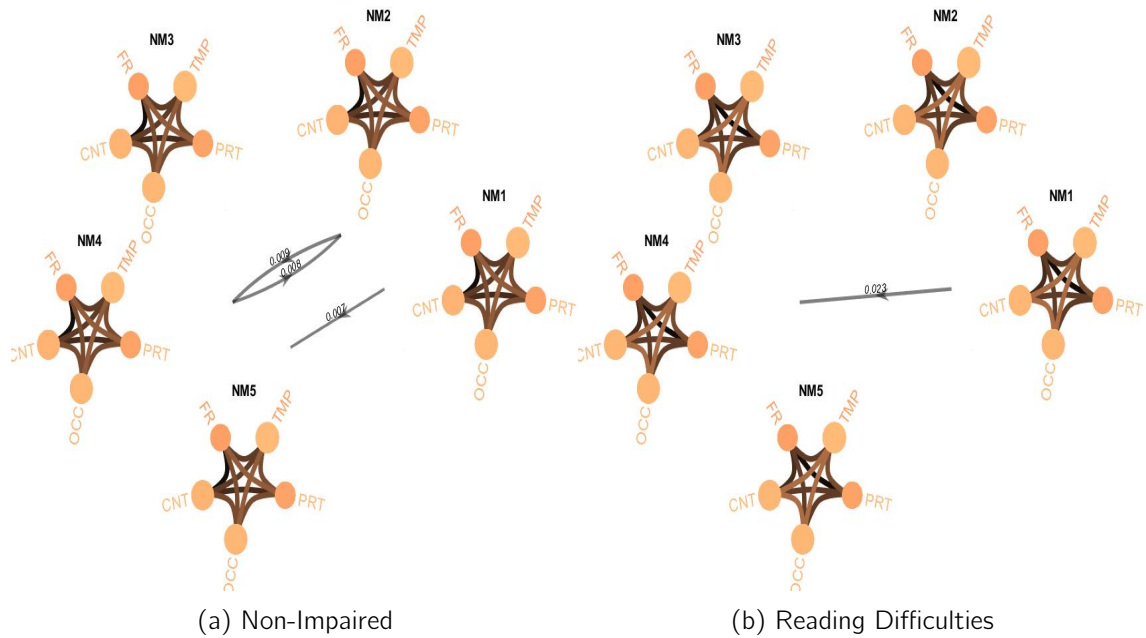 NM3
FR
TMP
CNT
PRT
OCC
NM2
FR
TMP
CNT
PRT
OCC
NM1
FR
TMP
CNT
PRT
OCC
NM4
FR
TMP
CNT
PRT
OCC
NM5
FR
TMP
CNT
PRT
OCC
0.009
0.008
0.002
(a) Non-Impaired
NM3
FR
TMP
CNT
PRT
OCC
NM2
FR
TMP
CNT
PRT
OCC
NM1
FR
TMP
CNT
PRT
OCC
NM4
FR
TMP
CNT
PRT
OCC
NM5
FR
TMP
CNT
PRT
OCC
0.023
(b) Reading Difficulties